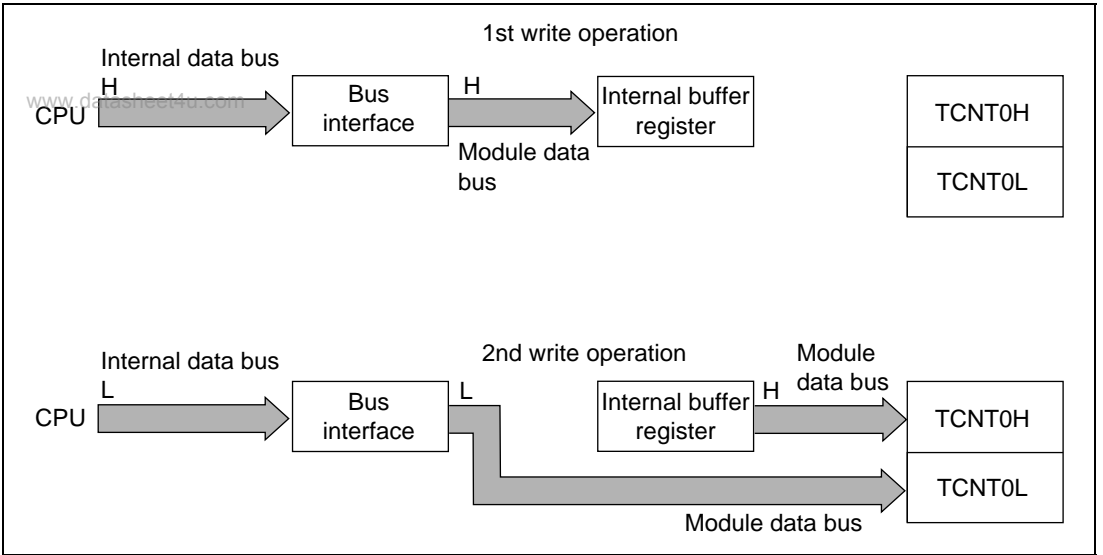 1st write operation
Internal data bus
H
www.datasheet4u.com
CPU
Bus
interface
H
Module data
bus
Internal buffer
register
TCNT0H
TCNT0L
2nd write operation
Internal data bus
L
CPU
Bus
interface
L
Internal buffer
register
H
Module
data bus
TCNT0H
TCNT0L
Module data bus